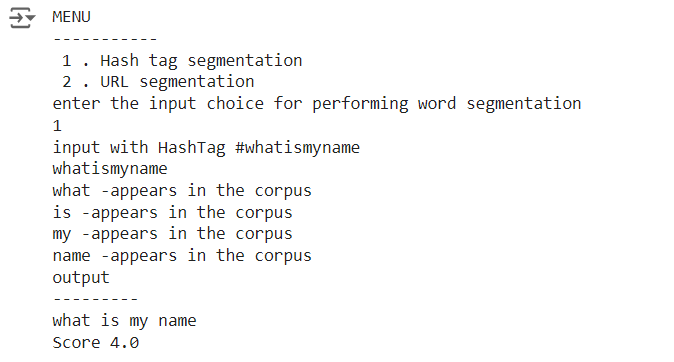 MENU
-----------
1 . Hash tag segmentation
2 . URL segmentation
enter the input choice for performing word segmentation
1
input with HashTag #whatismyname
whatismyname
what -appears in the corpus
is -appears in the corpus
my -appears in the corpus
name -appears in the corpus
output
---------
what is my name
Score 4.0